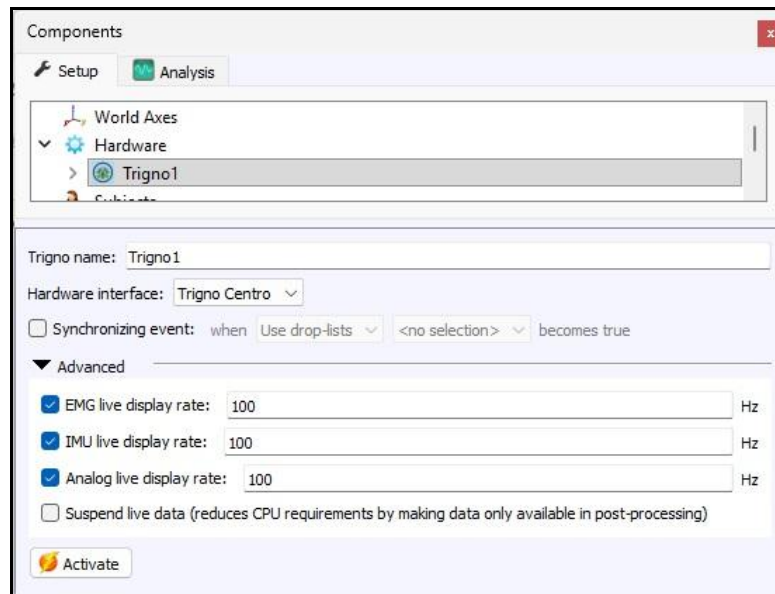 Components
x
Setup Analysis
World Axes
Hardware
Trigno1
Trigno name: Trigno1
Hardware interface: Trigno Centro
Synchronizing event: when Use drop-lists <no selection> becomes true
Advanced
EMG live display rate: 100 Hz
IMU live display rate: 100 Hz
Analog live display rate: 100 Hz
Suspend live data (reduces CPU requirements by making data only available in post-processing)
Activate